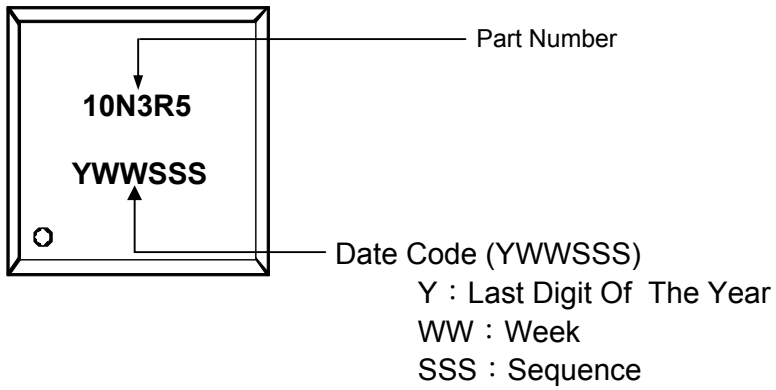 Part Number
10N3R5
YWWSSS
Date Code (YWWSSS)
Y：Last Digit Of The Year
WW：Week
SSS：Sequence